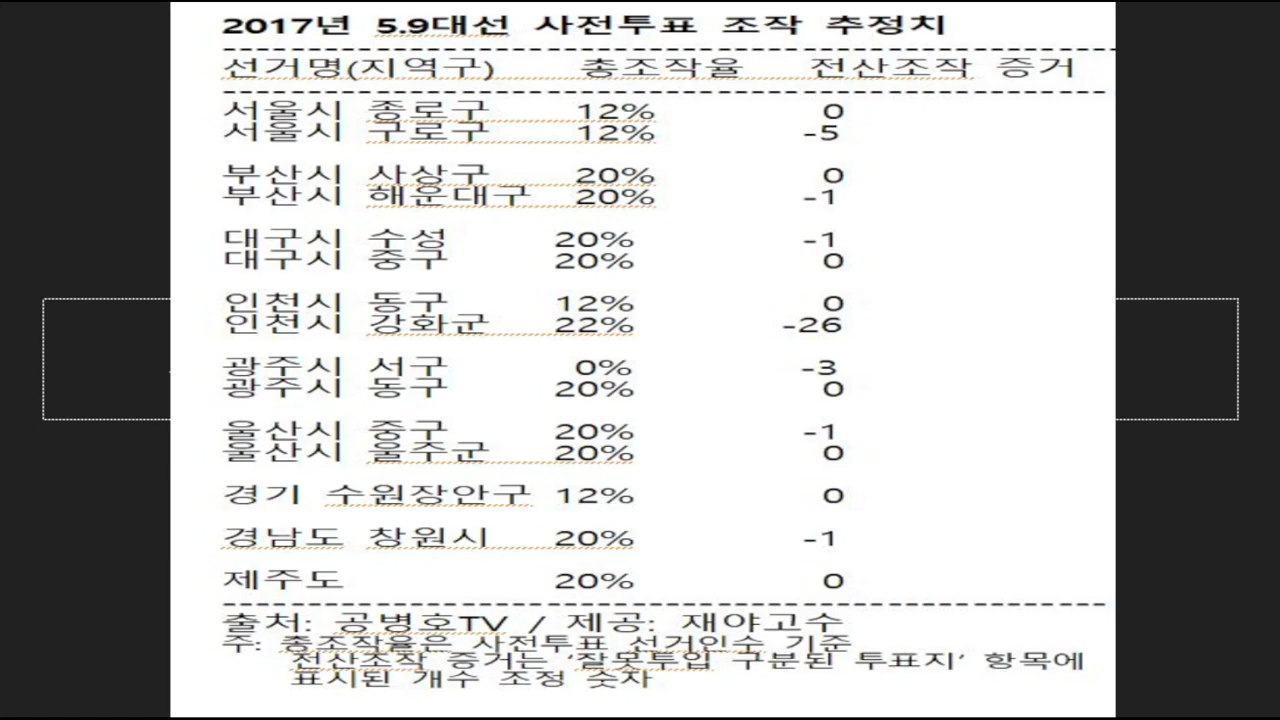 2017년 5.9대선 사전투표 조작 추정치
선거명(지역구) 총조작율 전산조작 증거
서울시 종로구 12% 0
서울시 구로구 12% -5
부산시 사상구 20% 0
부산시 해운대구 20% -1
대구시 수성 20% -1
대구시 중구 20% 0
인천시 동구 12% 0
인천시 강화군 22% -26
광주시 서구 0% -3
광주시 동구 20% 0
울산시 중구 20% -1
울산시 울주군 20% 0
경기 수원장안구 12% 0
경남도 창원시 20% -1
제주도 20% 0
출처: 공병호TV / 제공: 재야고수
주: 총조작율은 사전투표 선거인수 기준
전산조작 증거는 ‘잘못투입 구분된 투표지’ 항목에
표시된 개수 조정 숫자